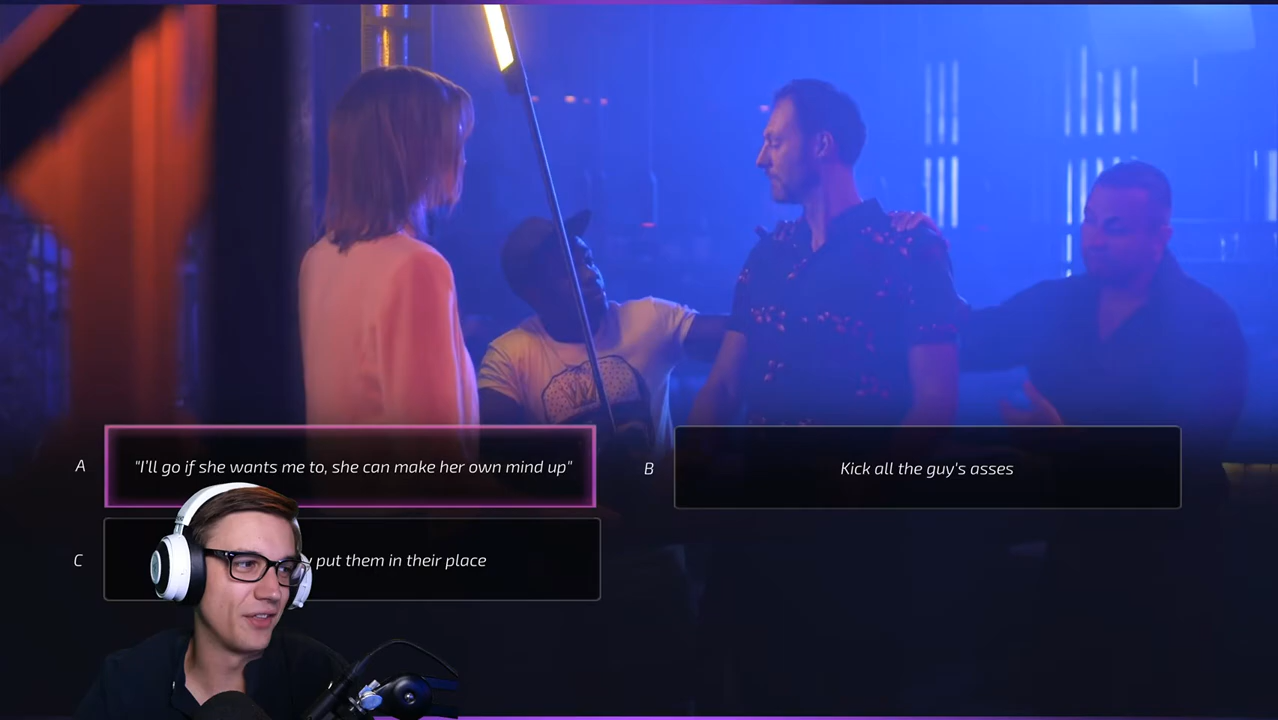 A
"I'll go if she wants me to, she can make her own mind up"
B
Kick all the guy's asses
C
put them in their place